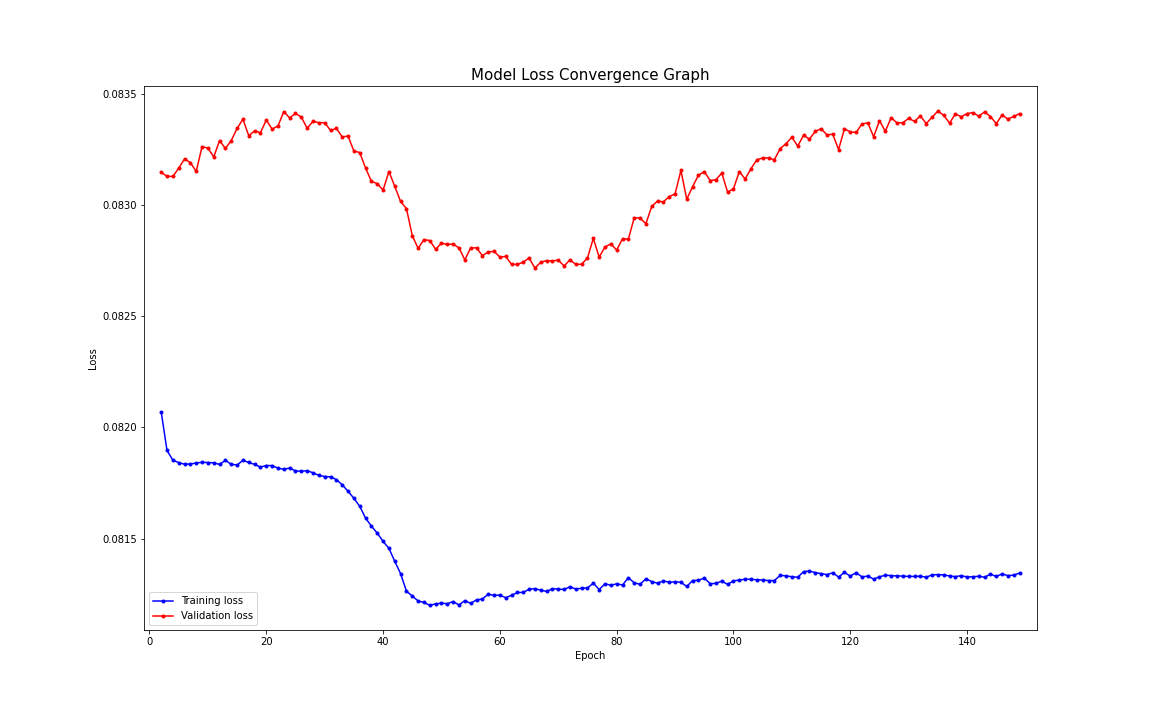 Model Loss Convergence Graph
0.0835
0.0830
0.0825
0.0820
0.0815
Loss
Training loss
Validation loss
0 20 40 60 80 100 120 140
Epoch